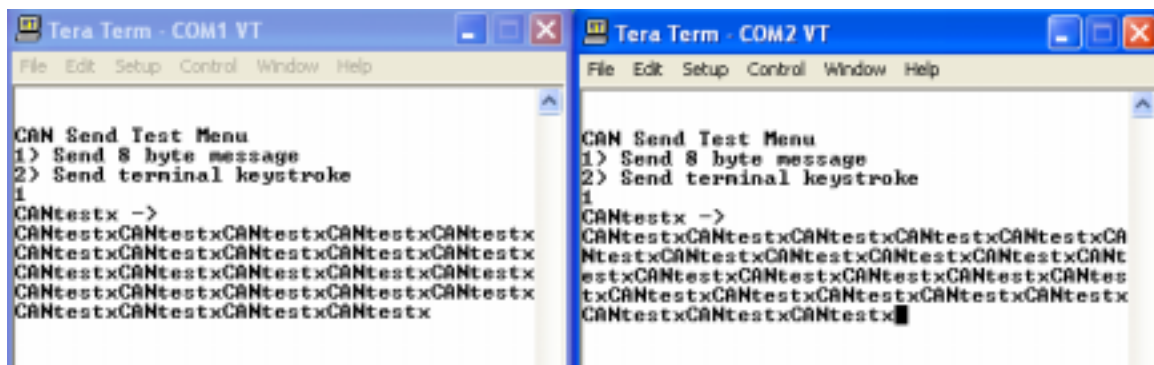 Tera Term - COM1 VT
File Edit Setup Control Window Help
CAN Send Test Menu
1) Send 8 byte message
2) Send terminal keystroke
1
CANtestx ->
CANtestxCANtestxCANtestxCANtestxCANtestx
CANtestxCANtestxCANtestxCANtestxCANtestx
CANtestxCANtestxCANtestxCANtestxCANtestx
CANtestxCANtestxCANtestxCANtestxCANtestx
CANtestxCANtestxCANtestxCANtestx
Tera Term - COM2 VT
File Edit Setup Control Window Help
CAN Send Test Menu
1) Send 8 byte message
2) Send terminal keystroke
1
CANtestx ->
CANtestxCANtestxCANtestxCANtestxCANtestxCA
NtestxCANtestxCANtestxCANtestxCANtestxCANt
estxCANtestxCANtestxCANtestxCANtestxCANtes
txCANtestxCANtestxCANtestxCANtestxCANtestx
CANtestxCANtestxCANtestx